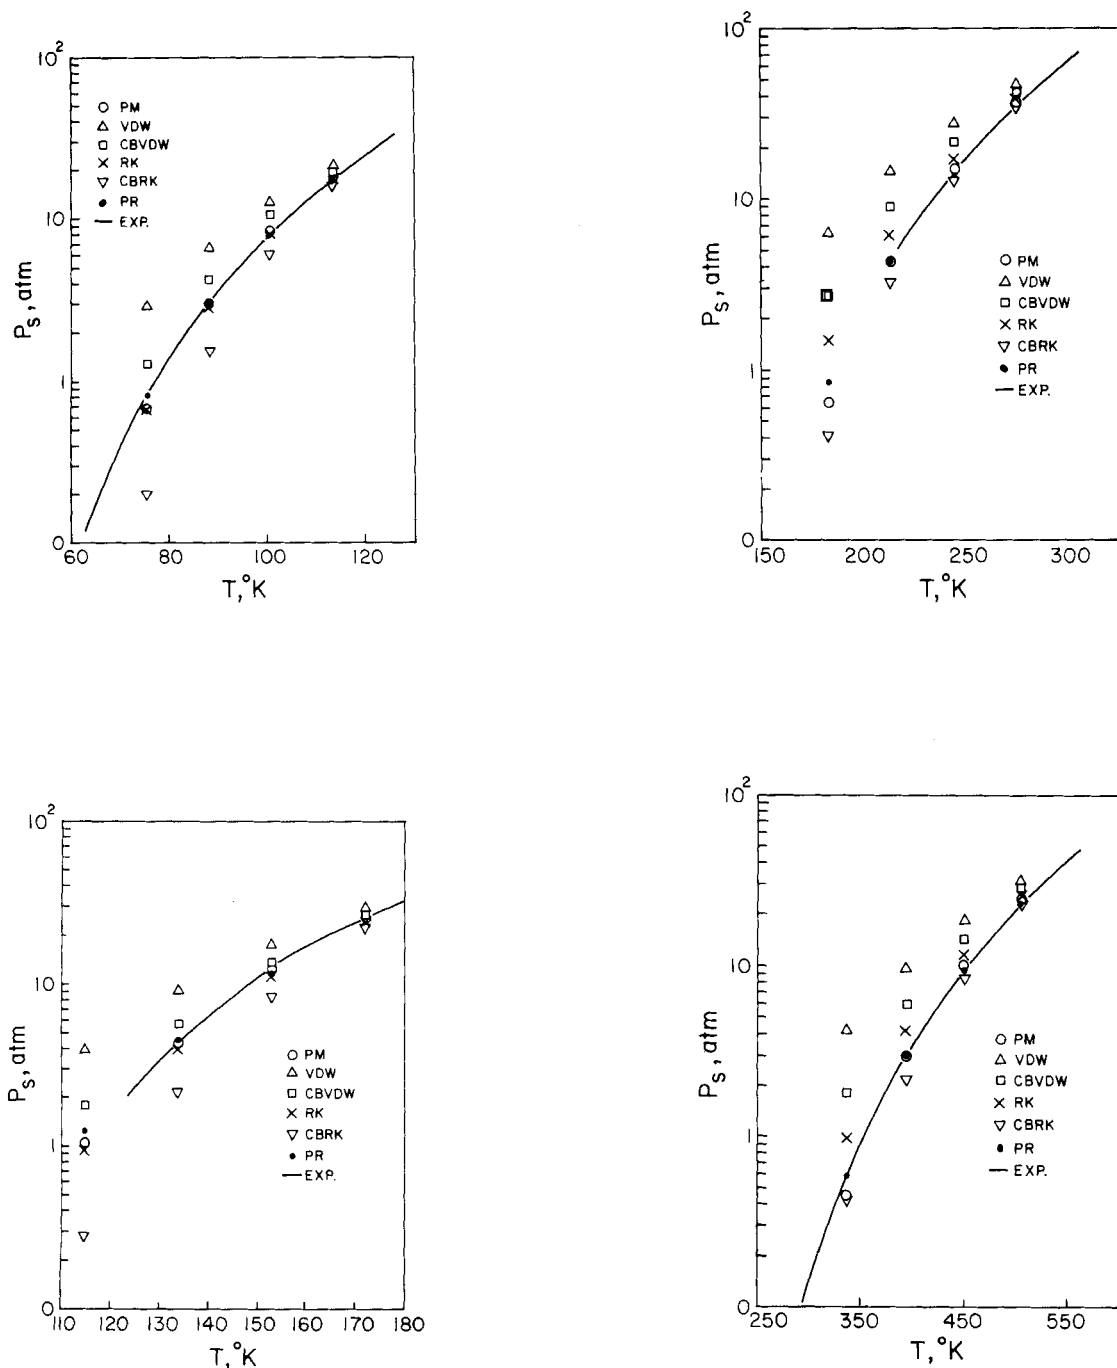 10²
○ PM
△ VDW
□ CBVDW
× RK
▽ CBRK
• PR
— EXP.
10
1
0
60 80 100 120
P_S, atm
T, °K
10²
10
1
0
○ PM
△ VDW
□ CBVDW
× RK
▽ CBRK
● PR
— EXP.
150 200 250 300
P_S, atm
T, °K
10²
10
1
0
○ PM
△ VDW
□ CBVDW
× RK
▽ CBRK
• PR
— EXP.
110 130 140 150 160 170 180
P_S, atm
T, °K
10²
10
1
0
○ PM
△ VDW
□ CBVDW
× RK
▽ CBRK
• PR
— EXP.
250 350 450 550
P_S, atm
T, °K